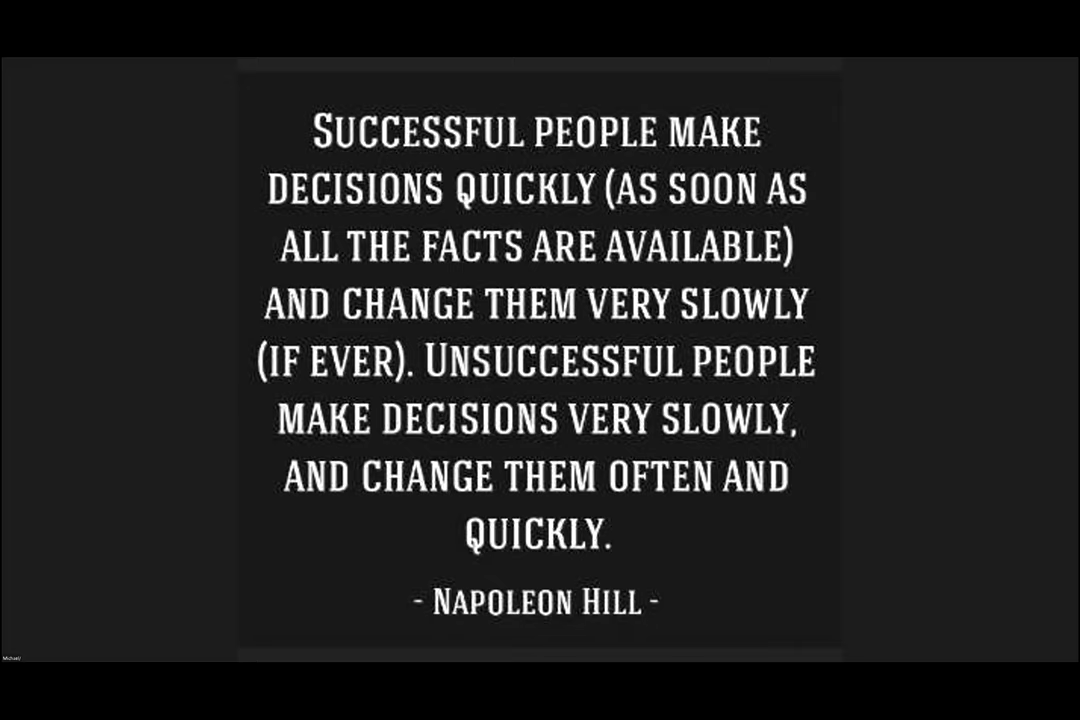 Successful people make
decisions quickly (as soon as
all the facts are available)
and change them very slowly
(if ever). Unsuccessful people
make decisions very slowly,
and change them often and
quickly.
- Napoleon Hill -
Michael